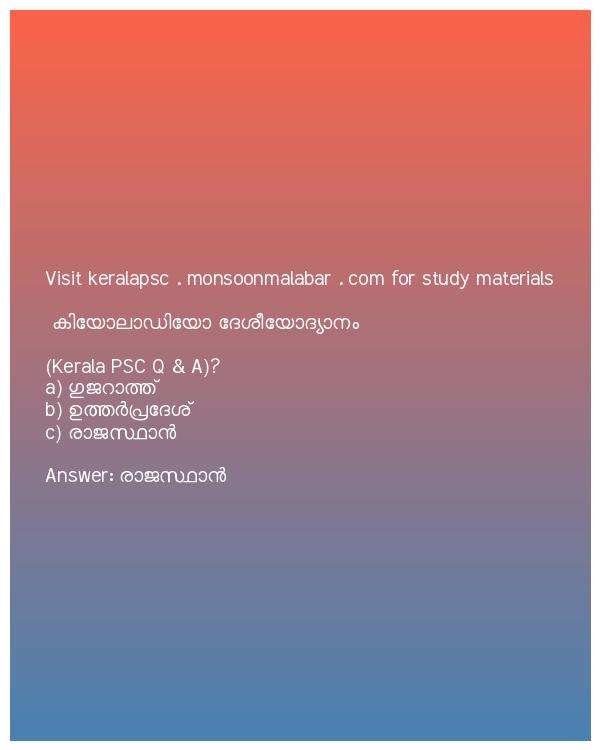 Visit keralapsc . monsoonmalabar . com for study materials
കിയോലാഡിയോ ദേശീയോദ്യാനം
(Kerala PSC Q & A)?
a) ഗുജറാത്ത്
b) ഉത്തർപ്രദേശ്
c) രാജസ്ഥാൻ
Answer: രാജസ്ഥാൻ